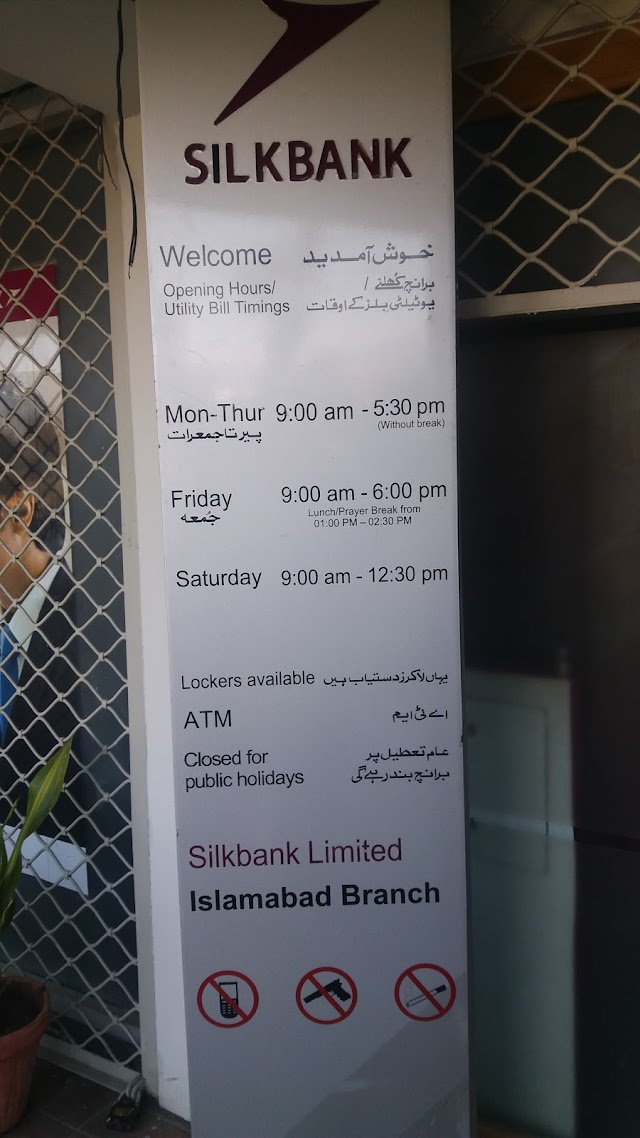 SILKBANK
Welcome خوش آمدید
Opening Hours/ برانچ کُھلنے /
Utility Bill Timings یوٹیلٹی بلز کے اوقات
Mon-Thur 9:00 am - 5:30 pm
پیر تا جمعرات (Without break)
Friday 9:00 am - 6:00 pm
جُمعه Lunch/Prayer Break from
01:00 PM – 02:30 PM
Saturday 9:00 am - 12:30 pm
Lockers available یہاں لاکرز دستیاب ہیں
ATM اے ٹی ایم
Closed for عام تعطیل پر
public holidays برانچ بند رہے گی
Silkbank Limited
Islamabad Branch